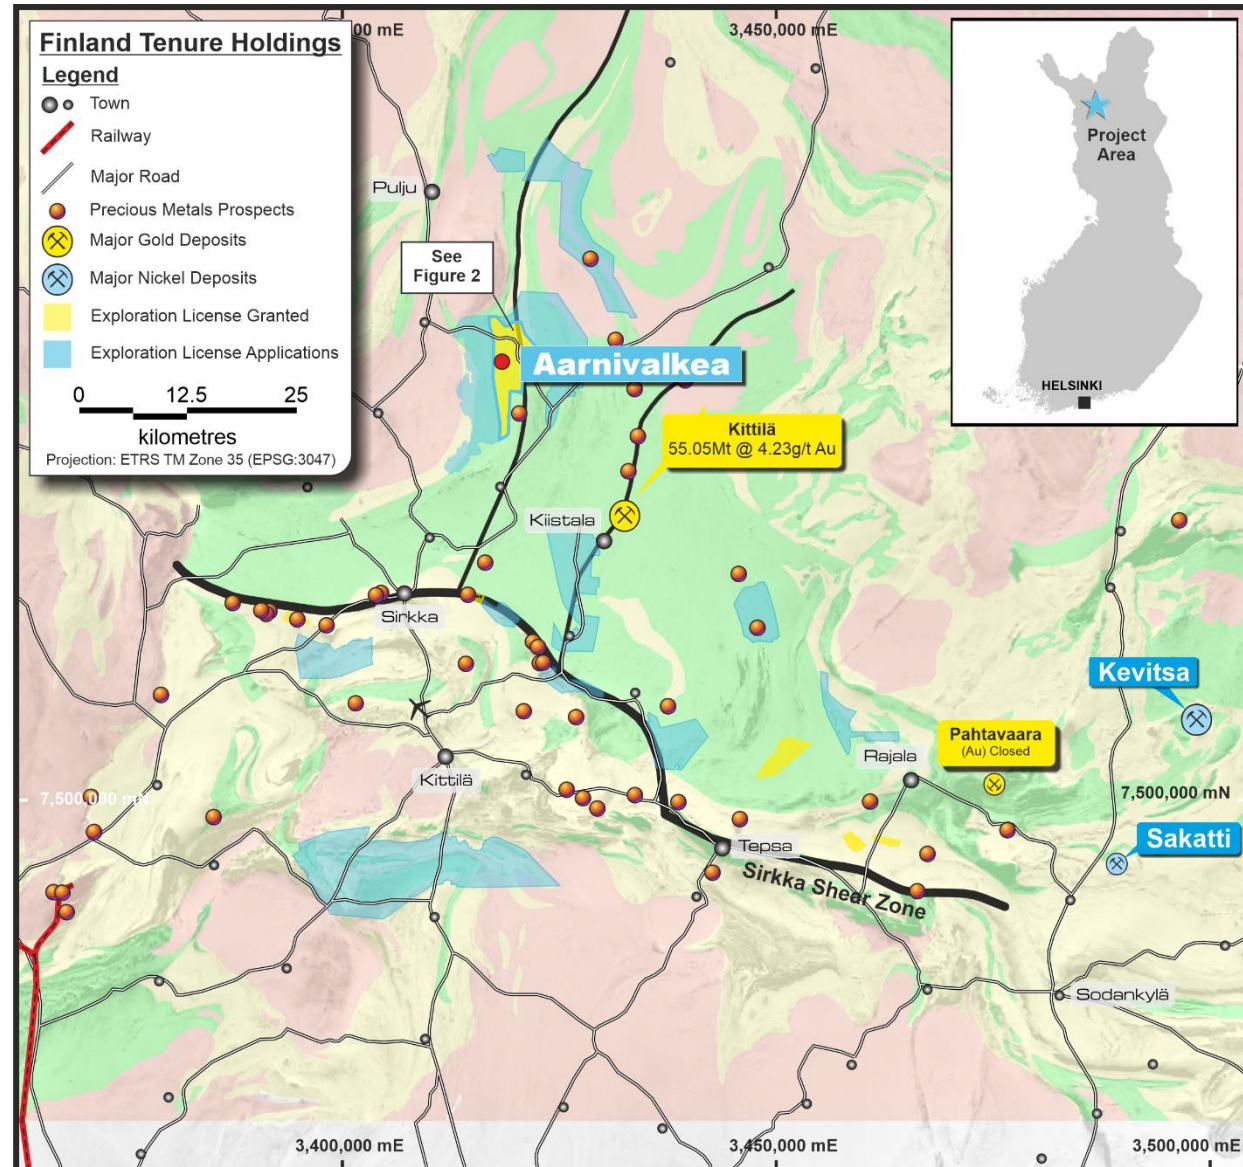 Finland Tenure Holdings
Legend
Town
Railway
Major Road
Precious Metals Prospects
Major Gold Deposits
Major Nickel Deposits
Exploration License Granted
Exploration License Applications
0 12.5 25
kilometres
Projection: ETRS TM Zone 35 (EPSG:3047)
00 mE
3,450,000 mE
Project
Area
HELSINKI
Pulju
See
Figure 2
Aarnivalkea
Kittilä
55.05Mt @ 4.23g/t Au
Kiistala
Sirkka
Kevitsa
Pahtavaara
(Au) Closed
Rajala
Kittilä
7,500,000 mN
7,500,000 mN
Sakatti
Tepsa
Sirkka Shear Zone
Sodankylä
3,400,000 mE
3,450,000 mE
3,500,000 mE